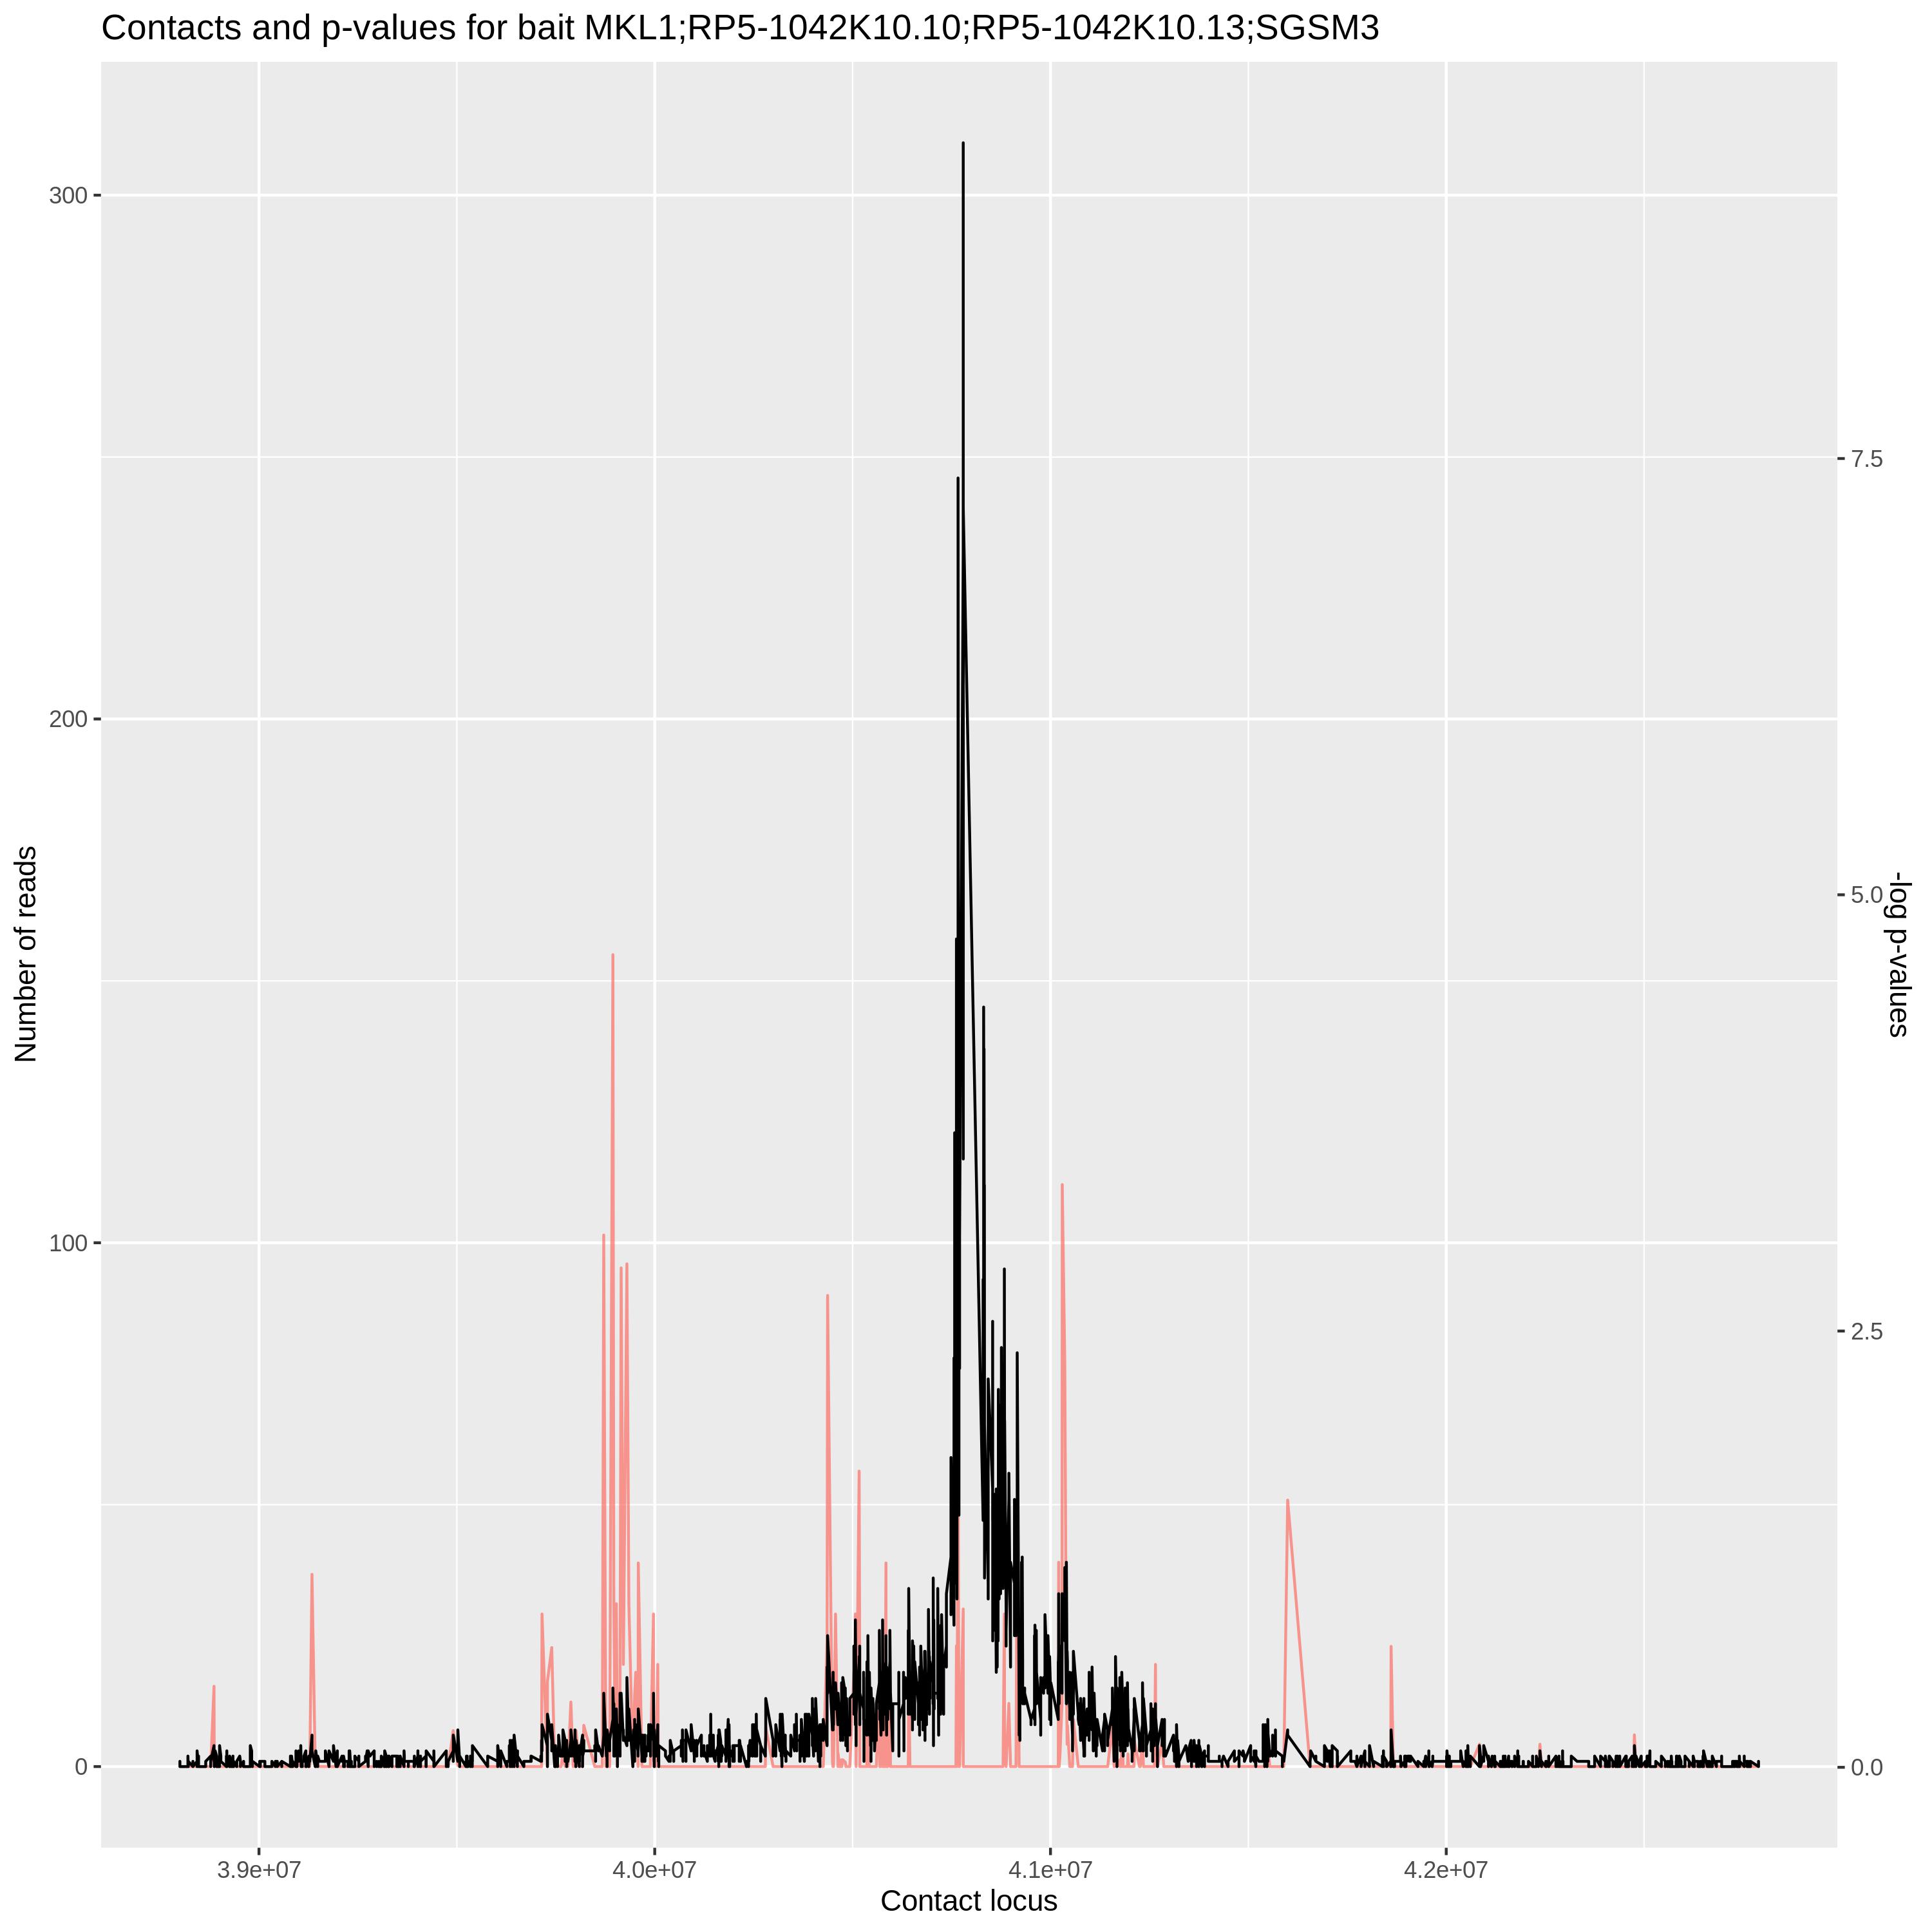 Contacts and p-values for bait MKL1;RP5-1042K10.10;RP5-1042K10.13;SGSM3
300
200
100
0
Number of reads
7.5
5.0
2.5
0.0
-log p-values
3.9e+07 4.0e+07 4.1e+07 4.2e+07
Contact locus